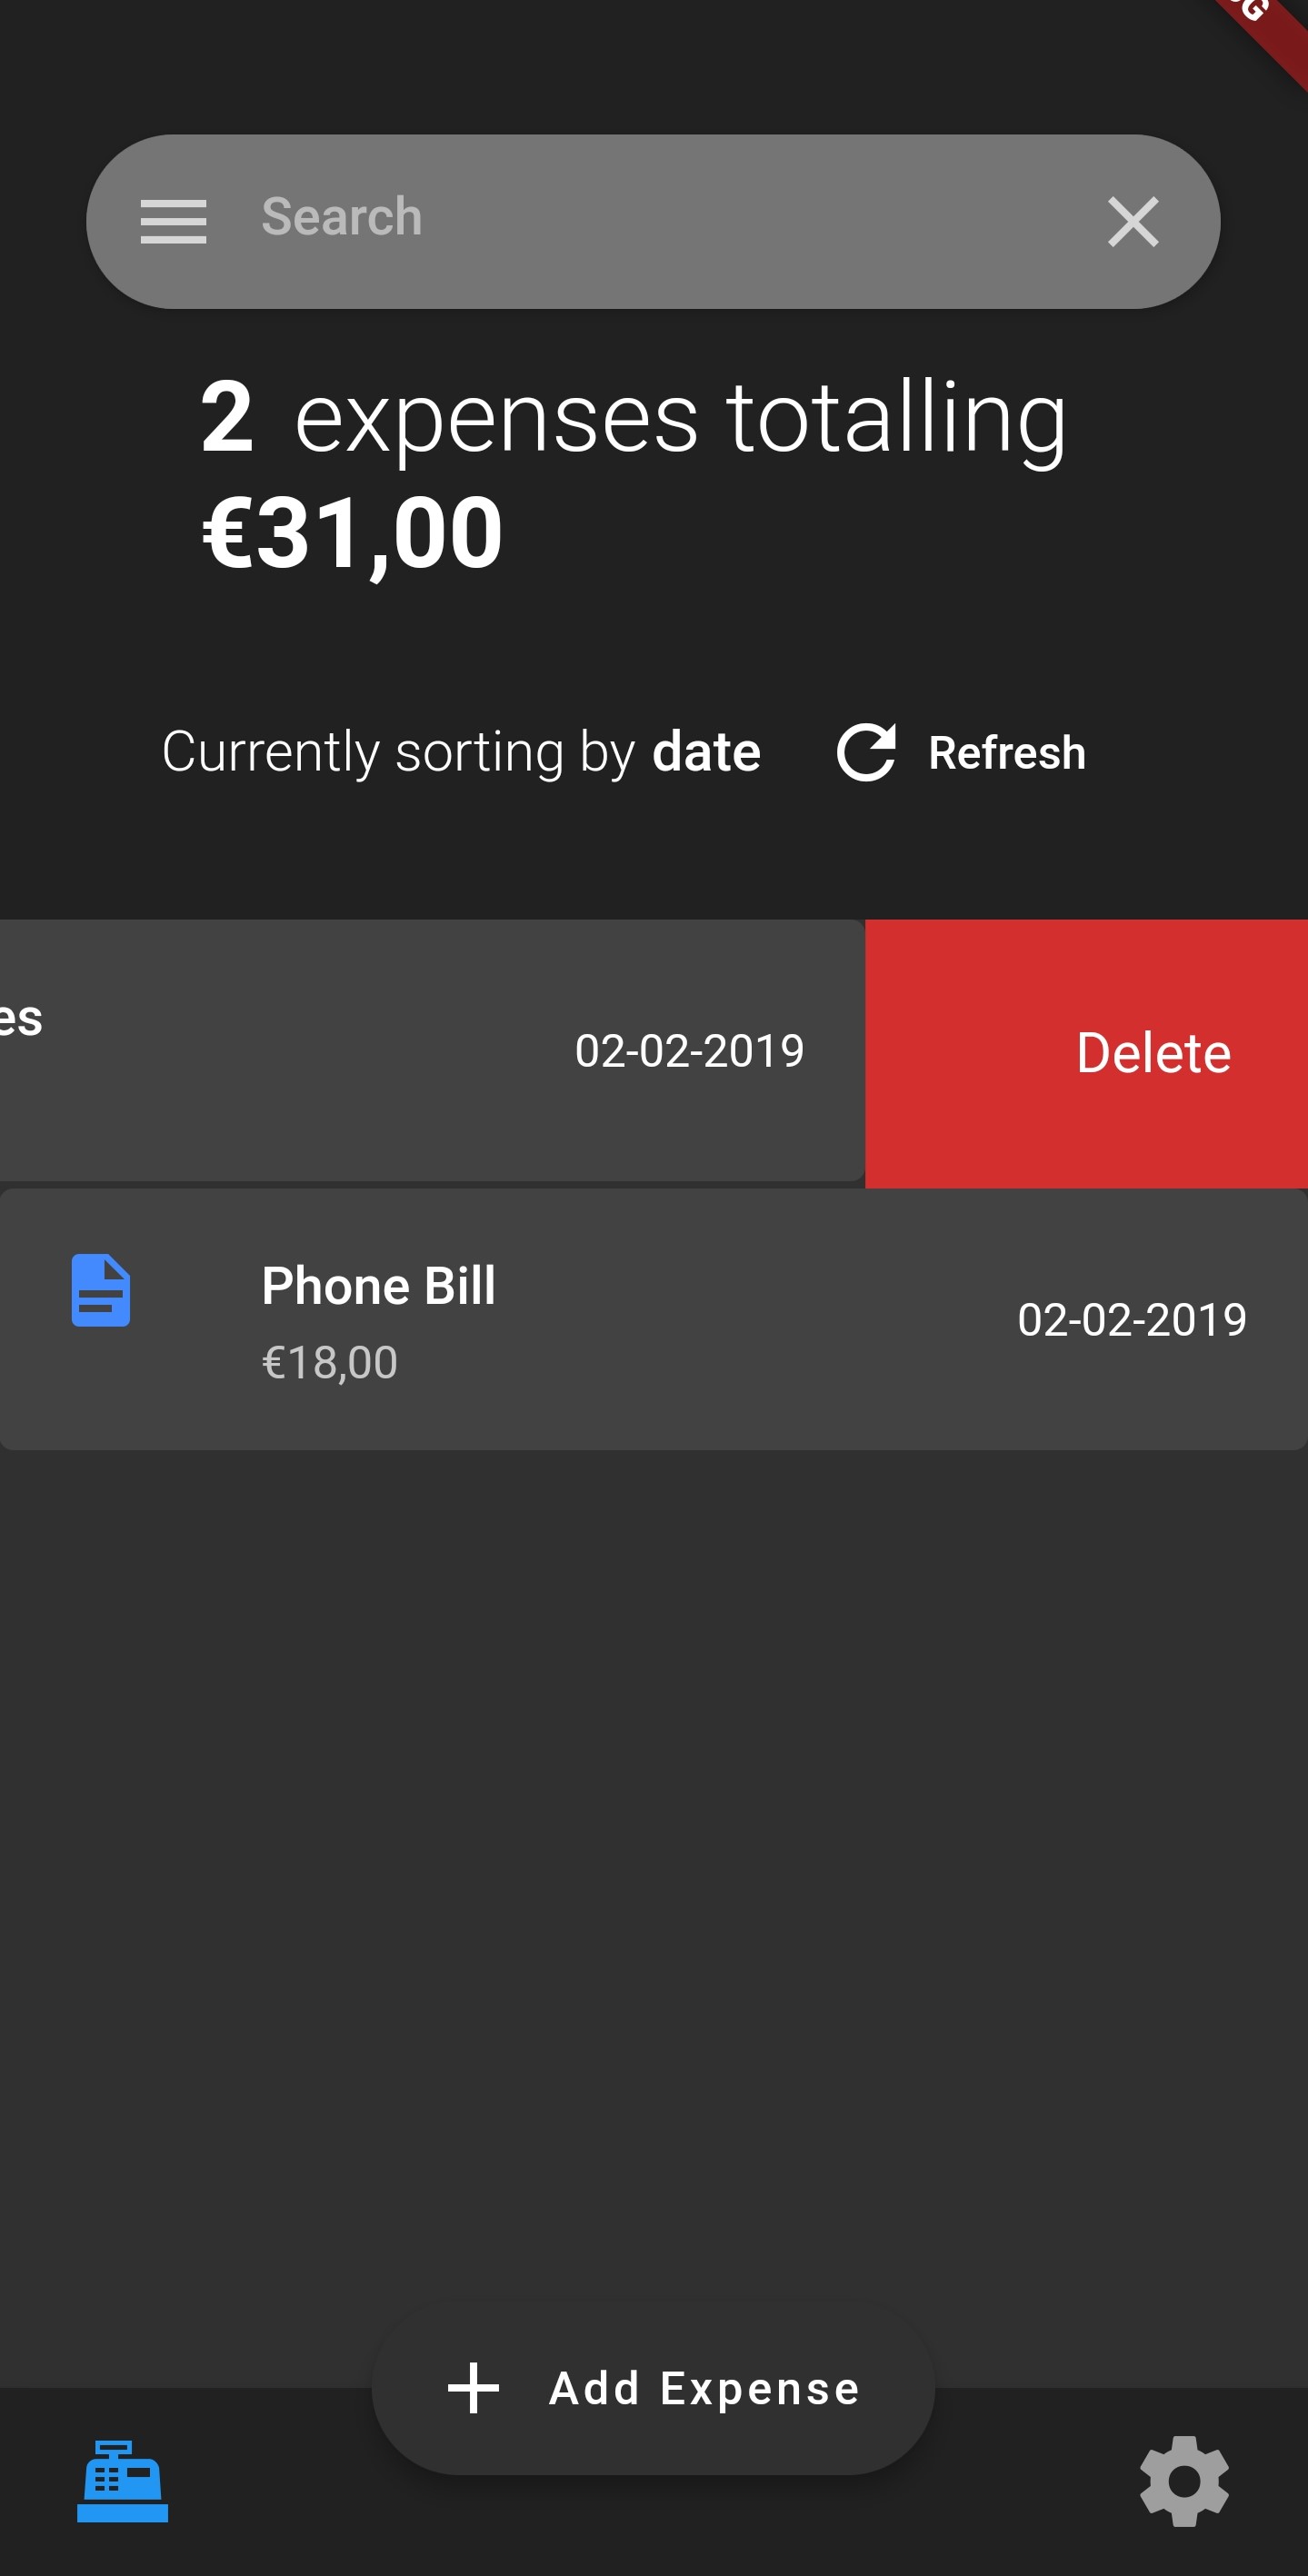 G
Search
2 expenses totalling
€31,00
Currently sorting by date Refresh
es
02-02-2019
Delete
Phone Bill
€18,00
02-02-2019
Add Expense